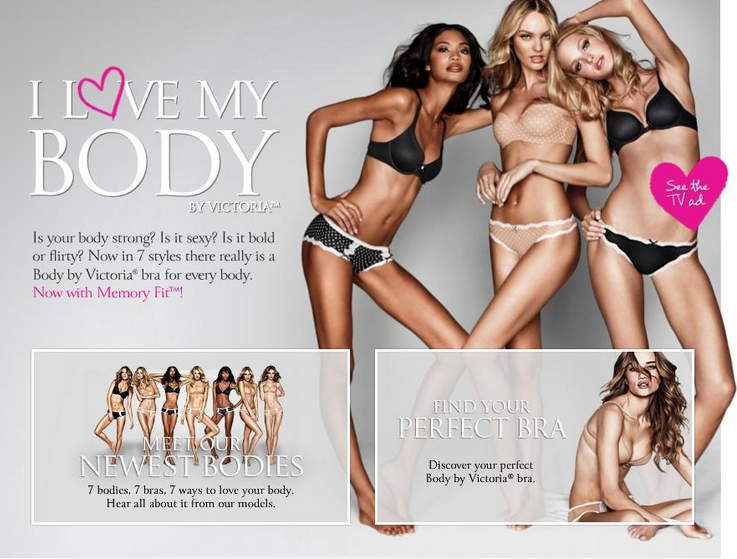 I LOVE MY
BODY
BY VICTORIA™
Is your body strong? Is it sexy? Is it bold
or flirty? Now in 7 styles there really is a
Body by Victoria® bra for every body.
Now with Memory Fit™!
See the
TV ad
MEET OUR
NEWEST BODIES
7 bodies, 7 bras, 7 ways to love your body.
Hear all about it from our models.
FIND YOUR
PERFECT BRA
Discover your perfect
Body by Victoria® bra.